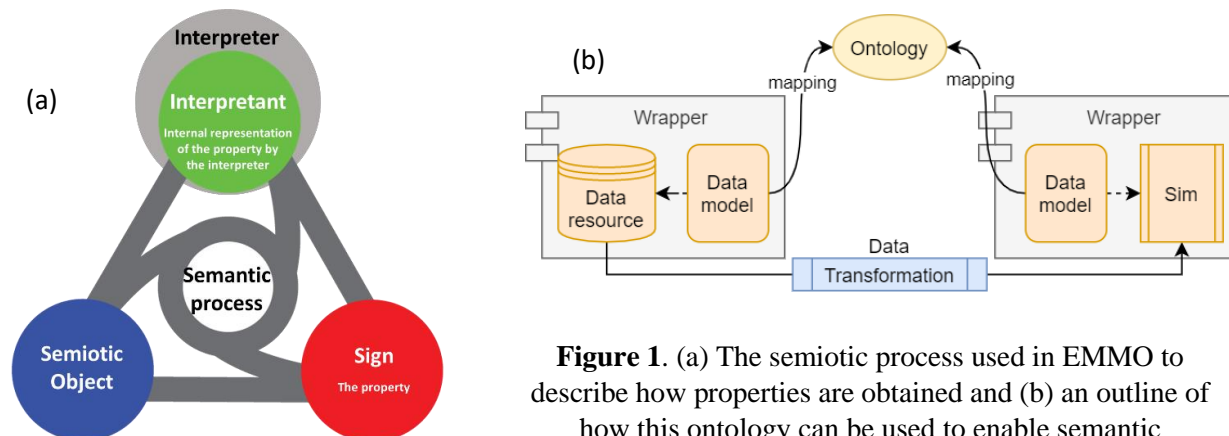 (a)
Interpreter
Interpretant
Internal representation
of the property by
the interpreter
Semantic
process
Semiotic
Object
Sign
The property
(b)
Ontology
mapping
mapping
Wrapper
Data
resource
Data
model
Wrapper
Data
model
Sim
Data
Transformation
Figure 1. (a) The semiotic process used in EMMO to
describe how properties are obtained and (b) an outline of
how this ontology can be used to enable semantic